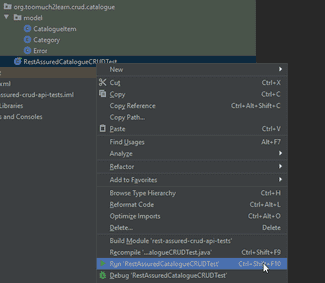 org.toomuch2learn.crud.catalogue
model
CatalogueItem
Category
Error
RestAssuredCatalogueCRUDTest
xml
assured-crud-api-tests.iml
Libraries
s and Consoles
New
Cut Ctrl+X
Copy Ctrl+C
Copy Reference Ctrl+Alt+Shift+C
Copy Path...
Paste Ctrl+V
Find Usages Alt+F7
Analyze
Refactor
Add to Favorites
Browse Type Hierarchy Ctrl+H
Reformat Code Ctrl+Alt+L
Optimize Imports Ctrl+Alt+O
Delete... Delete
Build Module 'rest-assured-crud-api-tests'
Recompile '...alogueCRUDTest.java' Ctrl+Shift+F9
Run 'RestAssuredCatalogueCRUDTest' Ctrl+Shift+F10
Debug 'RestAssuredCatalogueCRUDTest'